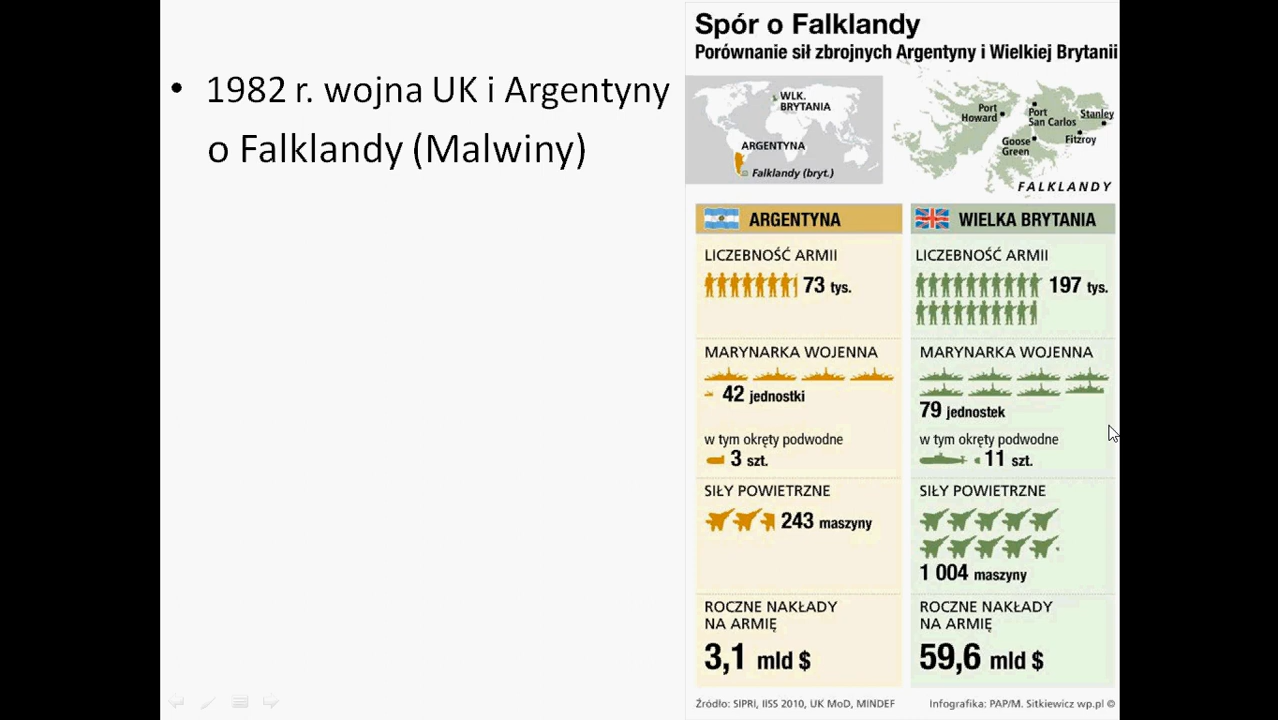 • 1982 r. wojna UK i Argentyny
o Falklandy (Malwiny)
Spór o Falklandy
Porównanie sił zbrojnych Argentyny i Wielkiej Brytanii
WLK.
BRYTANIA
ARGENTYNA
Falklandy (bryt.)
Port
Howard
Port
San Carlos
Stanley
Goose
Green
Fitzroy
FALKLANDY
ARGENTYNA
LICZEBNOŚĆ ARMII
73 tys.
MARYNARKA WOJENNA
42 jednostki
w tym okręty podwodne
3 szt.
SIŁY POWIETRZNE
243 maszyny
ROCZNE NAKŁADY
NA ARMIĘ
3,1 mld $
WIELKA BRYTANIA
LICZEBNOŚĆ ARMII
197 tys.
MARYNARKA WOJENNA
79 jednostek
w tym okręty podwodne
11 szt.
SIŁY POWIETRZNE
1 004 maszyny
ROCZNE NAKŁADY
NA ARMIĘ
59,6 mld $
Źródło: SIPRI, IISS 2010, UK MoD, MINDEF
Infografika: PAP/M. Sitkiewicz wp.pl ©